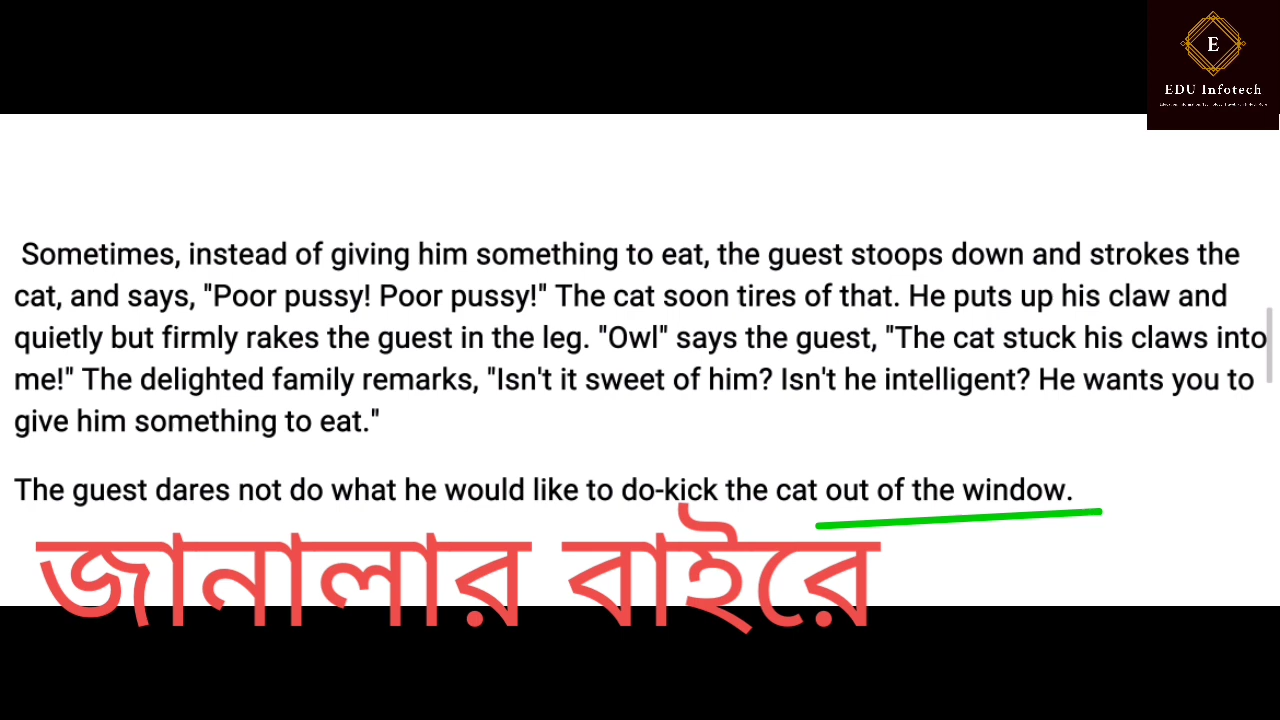 E
EDU Infotech
Sometimes, instead of giving him something to eat, the guest stoops down and strokes the
cat, and says, "Poor pussy! Poor pussy!" The cat soon tires of that. He puts up his claw and
quietly but firmly rakes the guest in the leg. "Owl" says the guest, "The cat stuck his claws into
me!" The delighted family remarks, "Isn't it sweet of him? Isn't he intelligent? He wants you to
give him something to eat."
The guest dares not do what he would like to do-kick the cat out of the window.
জানালার বাইরে